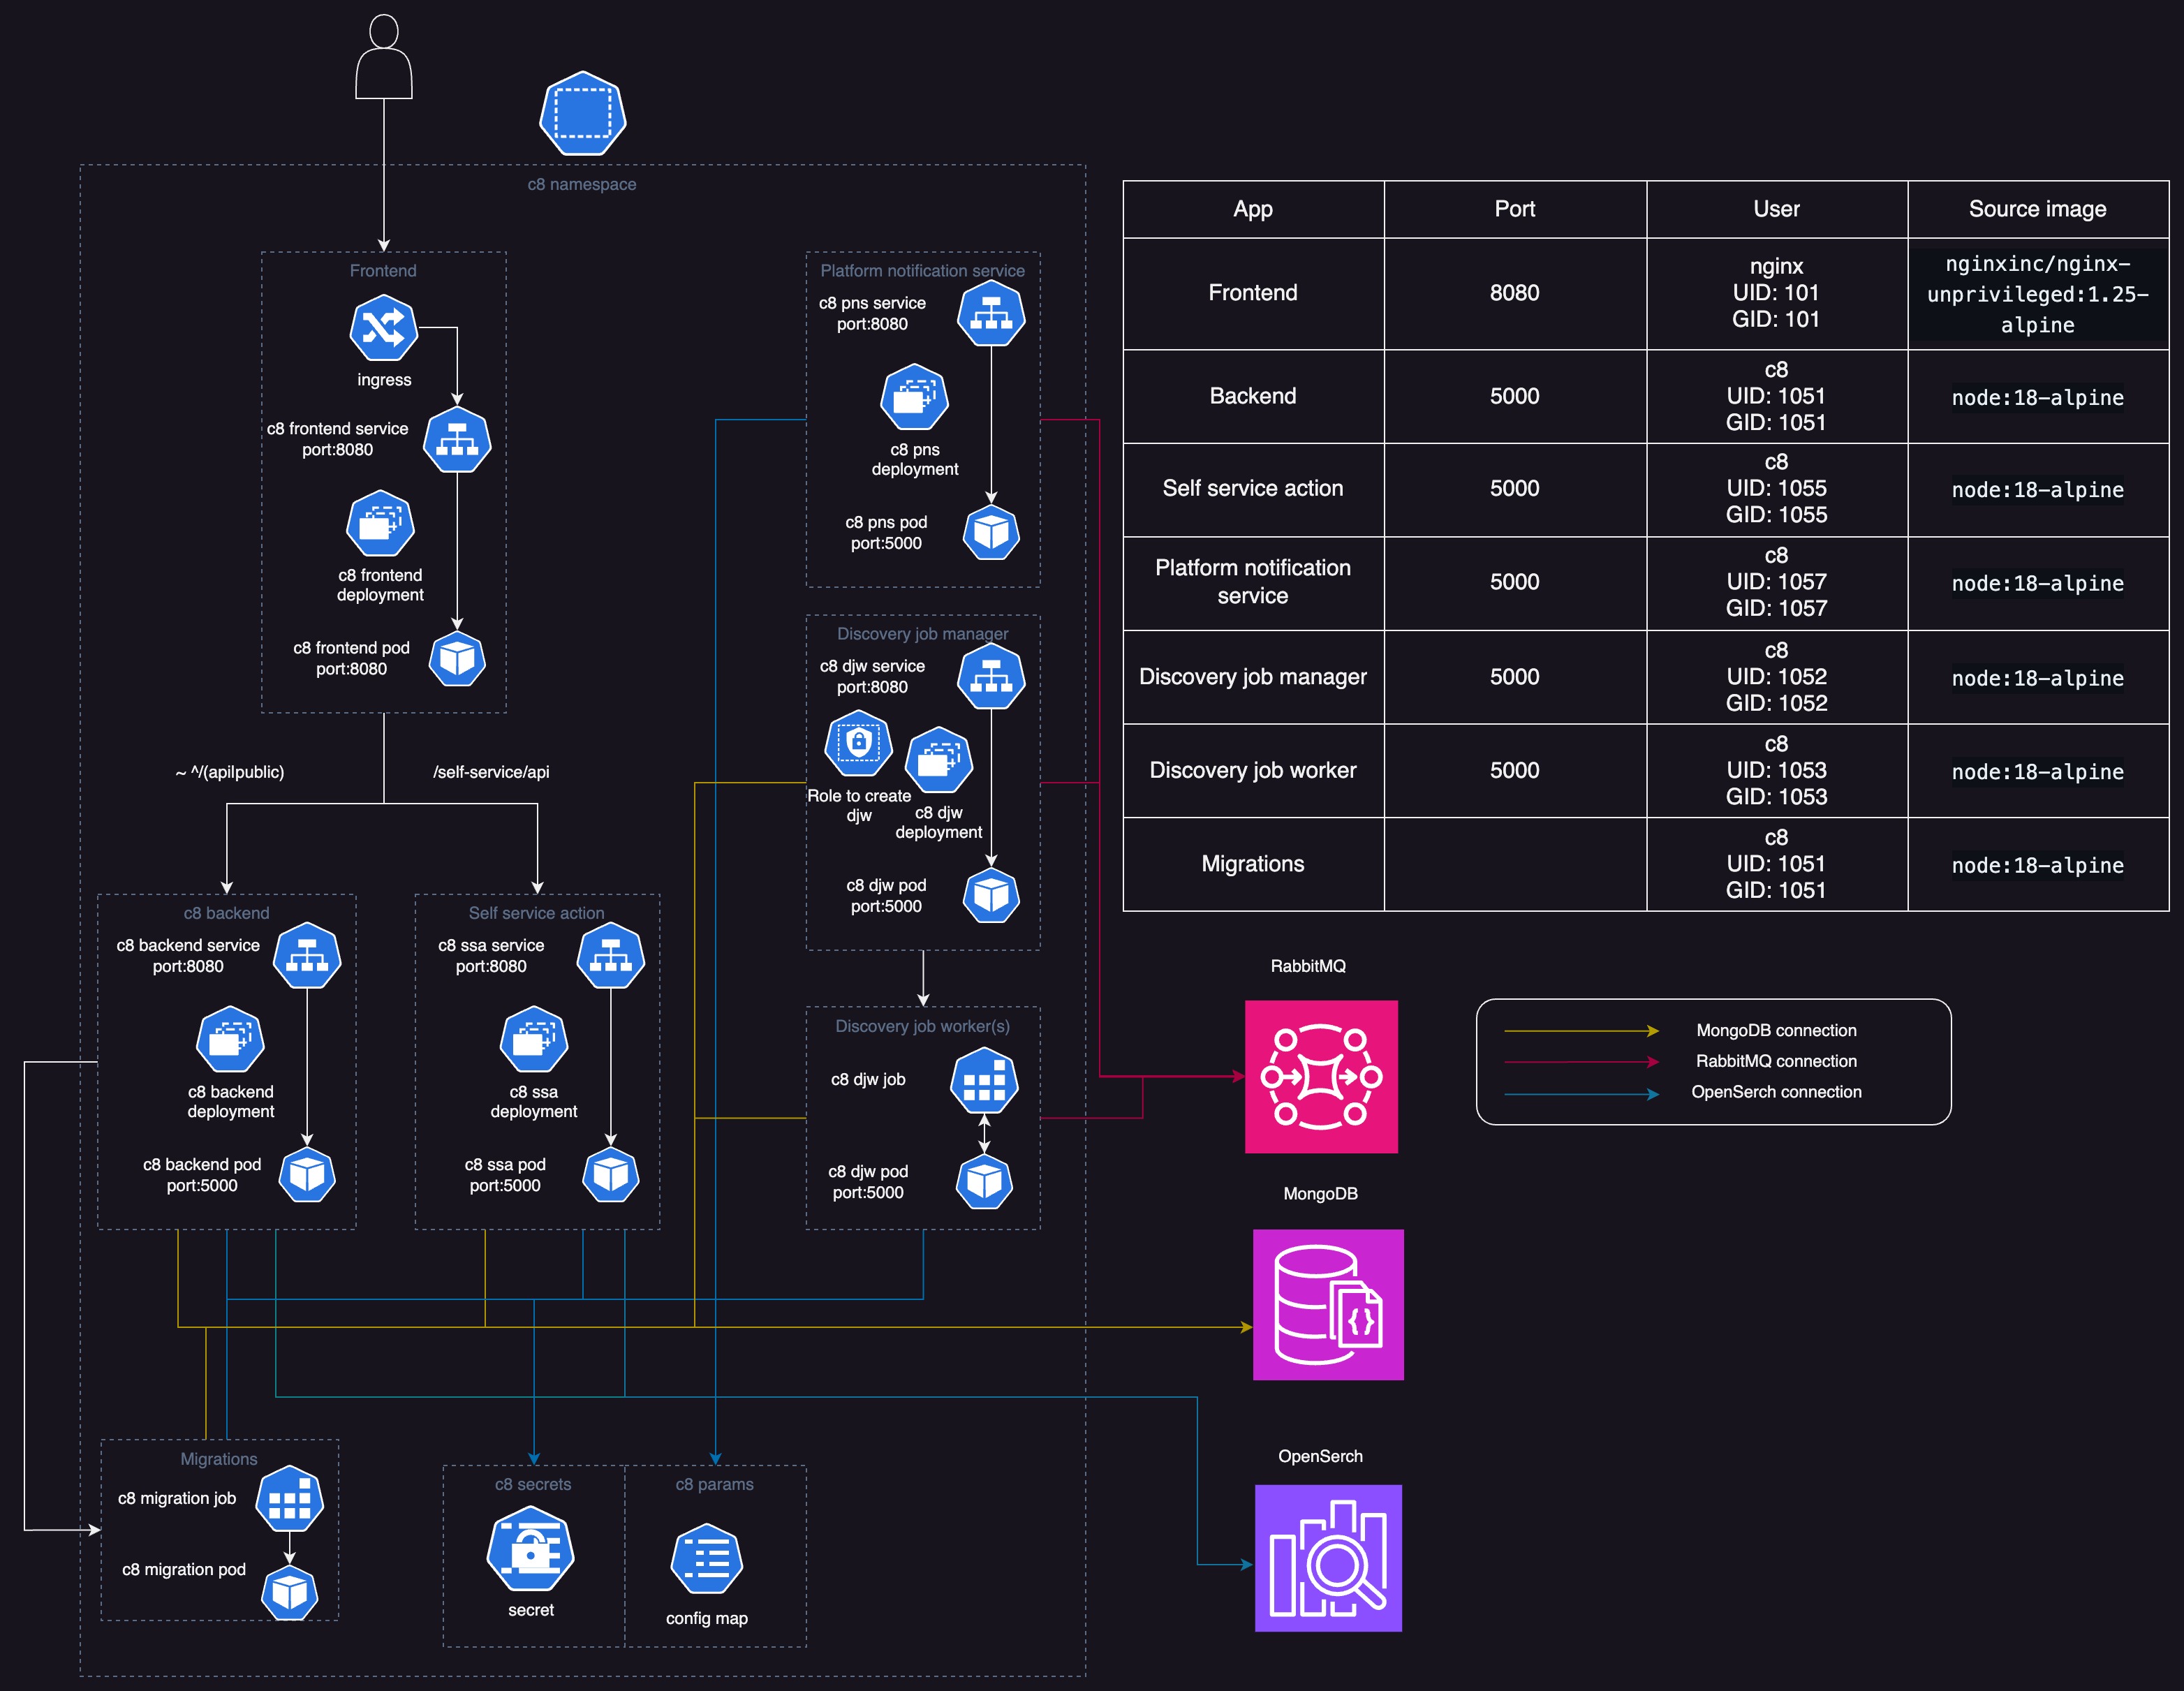 c8 namespace
Frontend
ingress
c8 frontend service
port:8080
c8 frontend
deployment
c8 frontend pod
port:8080
~ ^/(api|public)
/self-service/api
c8 backend
c8 backend service
port:8080
c8 backend
deployment
c8 backend pod
port:5000
Self service action
c8 ssa service
port:8080
c8 ssa
deployment
c8 ssa pod
port:5000
Platform notification service
c8 pns service
port:8080
c8 pns
deployment
c8 pns pod
port:5000
Discovery job manager
c8 djw service
port:8080
Role to create
djw
c8 djw
deployment
c8 djw pod
port:5000
Discovery job worker(s)
c8 djw job
c8 djw pod
port:5000
Migrations
c8 migration job
c8 migration pod
c8 secrets
secret
c8 params
config map
App
Port
User
Source image
Frontend
8080
nginx
UID: 101
GID: 101
nginxinc/nginx-
unprivileged:1.25-
alpine
Backend
5000
c8
UID: 1051
GID: 1051
node:18-alpine
Self service action
5000
c8
UID: 1055
GID: 1055
node:18-alpine
Platform notification
service
5000
c8
UID: 1057
GID: 1057
node:18-alpine
Discovery job manager
5000
c8
UID: 1052
GID: 1052
node:18-alpine
Discovery job worker
5000
c8
UID: 1053
GID: 1053
node:18-alpine
Migrations
c8
UID: 1051
GID: 1051
node:18-alpine
RabbitMQ
MongoDB
OpenSerch
MongoDB connection
RabbitMQ connection
OpenSerch connection